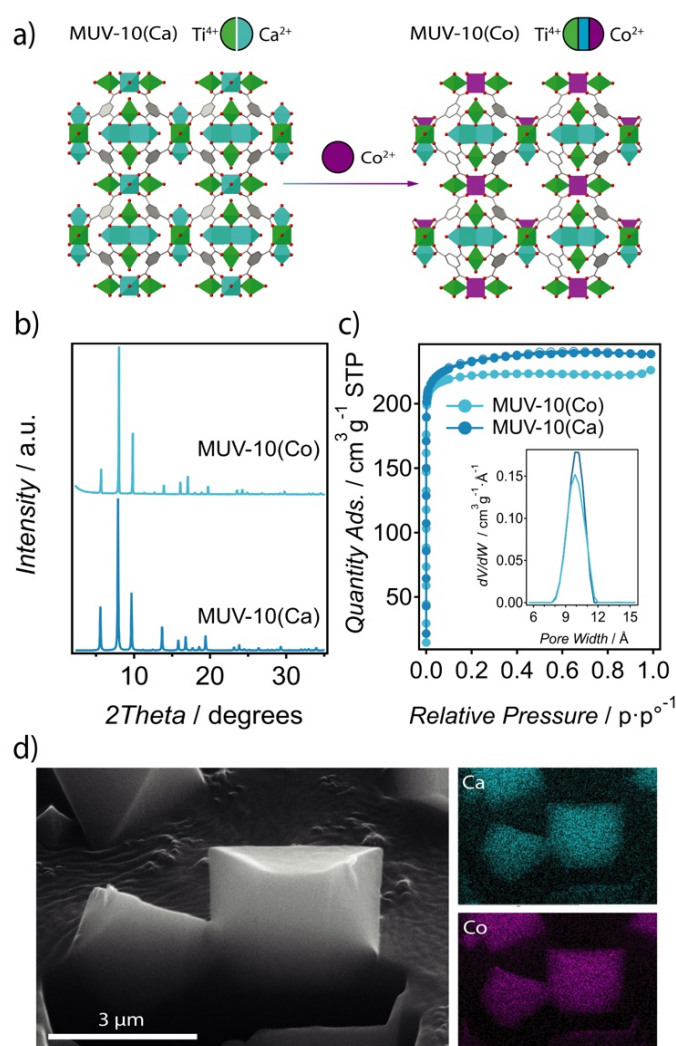 a)
MUV-10(Ca) Ti⁴⁺ Ca²⁺
MUV-10(Co) Ti⁴⁺ Co²⁺
Co²⁺
b)
Intensity / a.u.
MUV-10(Co)
MUV-10(Ca)
10 20 30
2Theta / degrees
c)
Quantity Ads. / cm³g⁻¹ STP
200
150
100
50
MUV-10(Co)
MUV-10(Ca)
dV/dW / cm³g⁻¹·Å⁻¹
0.15
0.10
0.05
0.00
6 9 12 15
Pore Width / Å
0.0 0.2 0.4 0.6 0.8 1.0
Relative Pressure / p·p°⁻¹
d)
3 µm
Ca
Co